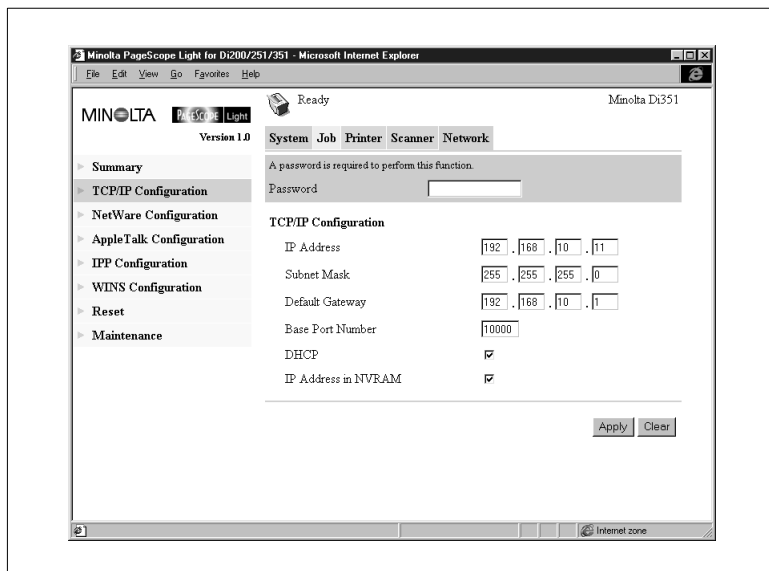 Minolta PageScope Light for Di200/251/351 - Microsoft Internet Explorer
File Edit View Go Favorites Help
MINOLTA PAGESCOPE Light
Version 1.0
Ready
Minolta Di351
System Job Printer Scanner Network
Summary
TCP/IP Configuration
NetWare Configuration
AppleTalk Configuration
IPP Configuration
WINS Configuration
Reset
Maintenance
A password is required to perform this function.
Password
TCP/IP Configuration
IP Address 192 . 168 . 10 . 11
Subnet Mask 255 . 255 . 255 . 0
Default Gateway 192 . 168 . 10 . 1
Base Port Number 10000
DHCP
IP Address in NVRAM
Apply Clear
Internet zone